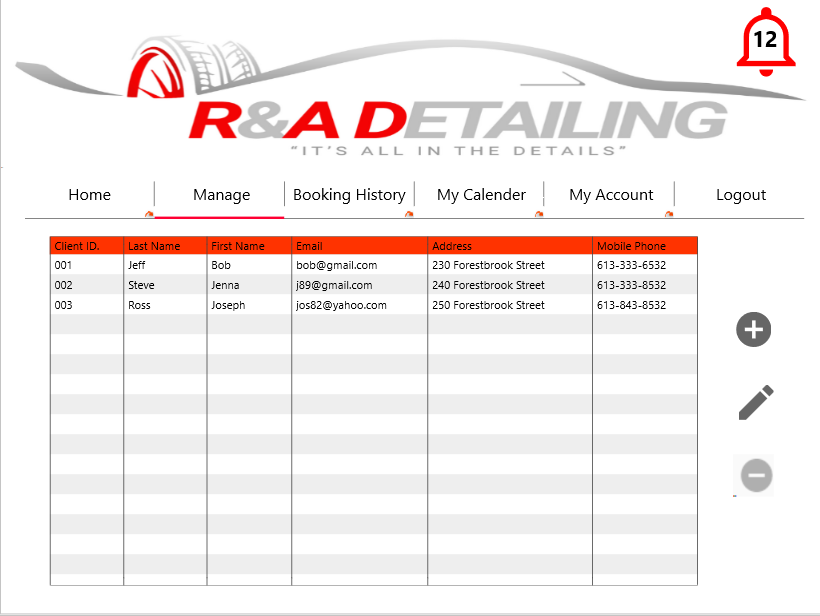 12
R&A DETAILING
"IT'S ALL IN THE DETAILS"
Home Manage Booking History My Calender My Account Logout
Client ID. Last Name First Name Email Address Mobile Phone
001 Jeff Bob bob@gmail.com 230 Forestbrook Street 613-333-6532
002 Steve Jenna j89@gmail.com 240 Forestbrook Street 613-333-8532
003 Ross Joseph jos82@yahoo.com 250 Forestbrook Street 613-843-8532